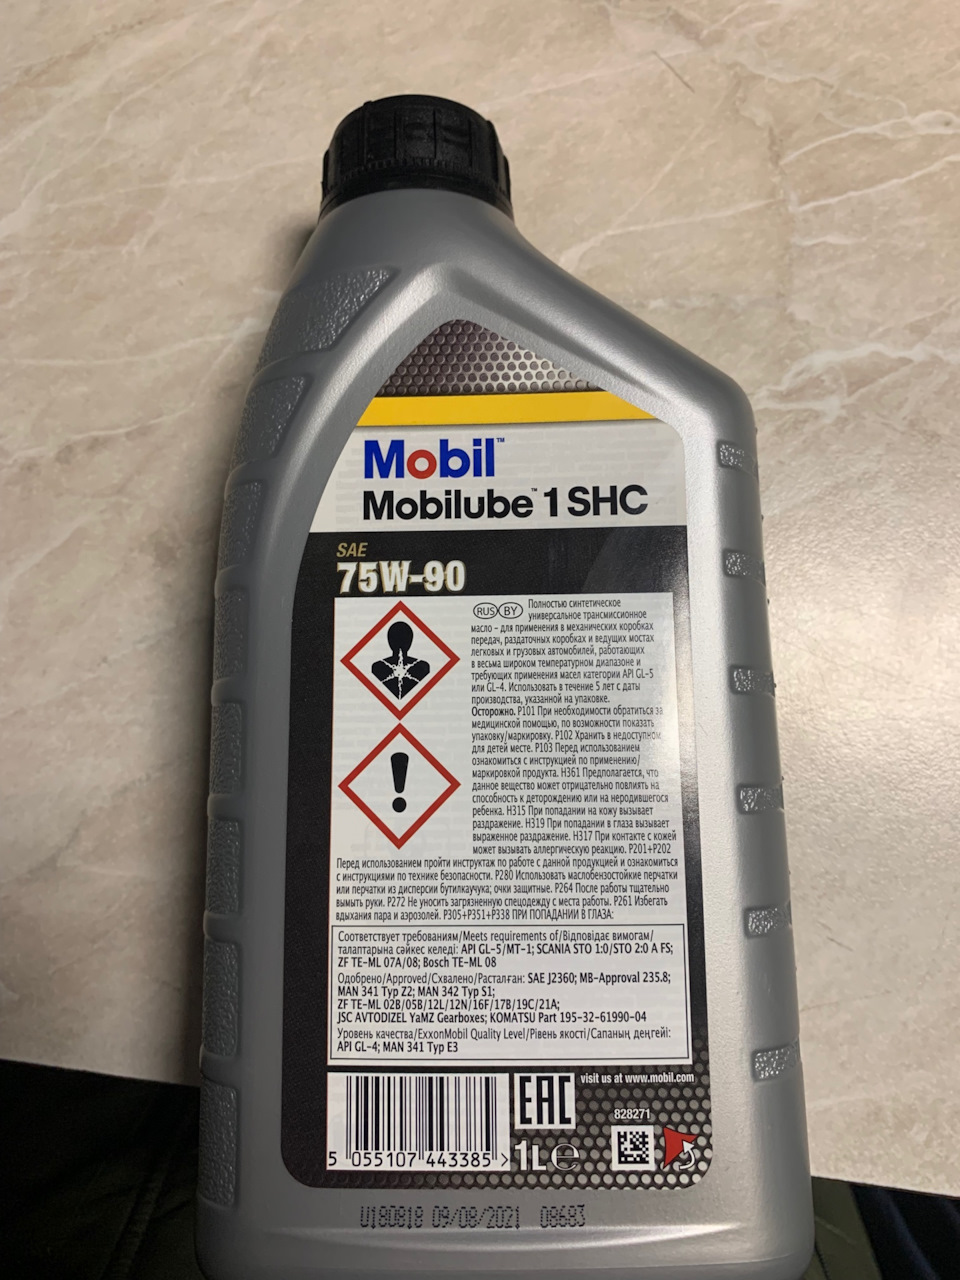 Mobil™
Mobilube™ 1 SHC
SAE
75W-90
RUS BY Полностью синтетическое
универсальное трансмиссионное
масло – для применения в механических коробках
передач, раздаточных коробках и ведущих мостах
легковых и грузовых автомобилей, работающих
в весьма широком температурном диапазоне и
требующих применения масел категории API GL-5
или GL-4. Использовать в течение 5 лет с даты
производства, указанной на упаковке.
Осторожно. P101 При необходимости обратиться за
медицинской помощью, по возможности показать
упаковку/маркировку. P102 Хранить в недоступном
для детей месте. P103 Перед использованием
ознакомиться с инструкцией по применению/
маркировкой продукта. H361 Предполагается, что
данное вещество может отрицательно повлиять на
способность к деторождению или на неродившегося
ребенка. H315 При попадании на кожу вызывает
раздражение. H319 При попадании в глаза вызывает
выраженное раздражение. H317 При контакте с кожей
может вызывать аллергическую реакцию. P201+P202
Перед использованием пройти инструктаж по работе с данной продукцией и ознакомиться
с инструкциями по технике безопасности. P280 Использовать маслобензостойкие перчатки
или перчатки из дисперсии бутилкаучука; очки защитные. P264 После работы тщательно
вымыть руки. P272 Не уносить загрязненную спецодежду с места работы. P261 Избегать
вдыхания пара и аэрозолей. P305+P351+P338 ПРИ ПОПАДАНИИ В ГЛАЗА:
Соответствует требованиям/Meets requirements of/Відповідає вимогам/
талаптарына сәйкес келеді: API GL-5/MT-1; SCANIA STO 1:0/STO 2:0 A FS;
ZF TE-ML 07A/08; Bosch TE-ML 08
Одобрено/Approved/Схвалено/Расталған: SAE J2360; MB-Approval 235.8;
MAN 341 Typ Z2; MAN 342 Typ S1;
ZF TE-ML 02B/05B/12L/12N/16F/17B/19C/21A;
JSC AVTODIZEL YaMZ Gearboxes; KOMATSU Part 195-32-61990-04
Уровень качества/ExxonMobil Quality Level/Рівень якості/Сапаның деңгейі:
API GL-4; MAN 341 Typ E3
visit us at www.mobil.com
EAC
828271
5 055107 443385 >
1L e
U180818 09/08/2021 08683